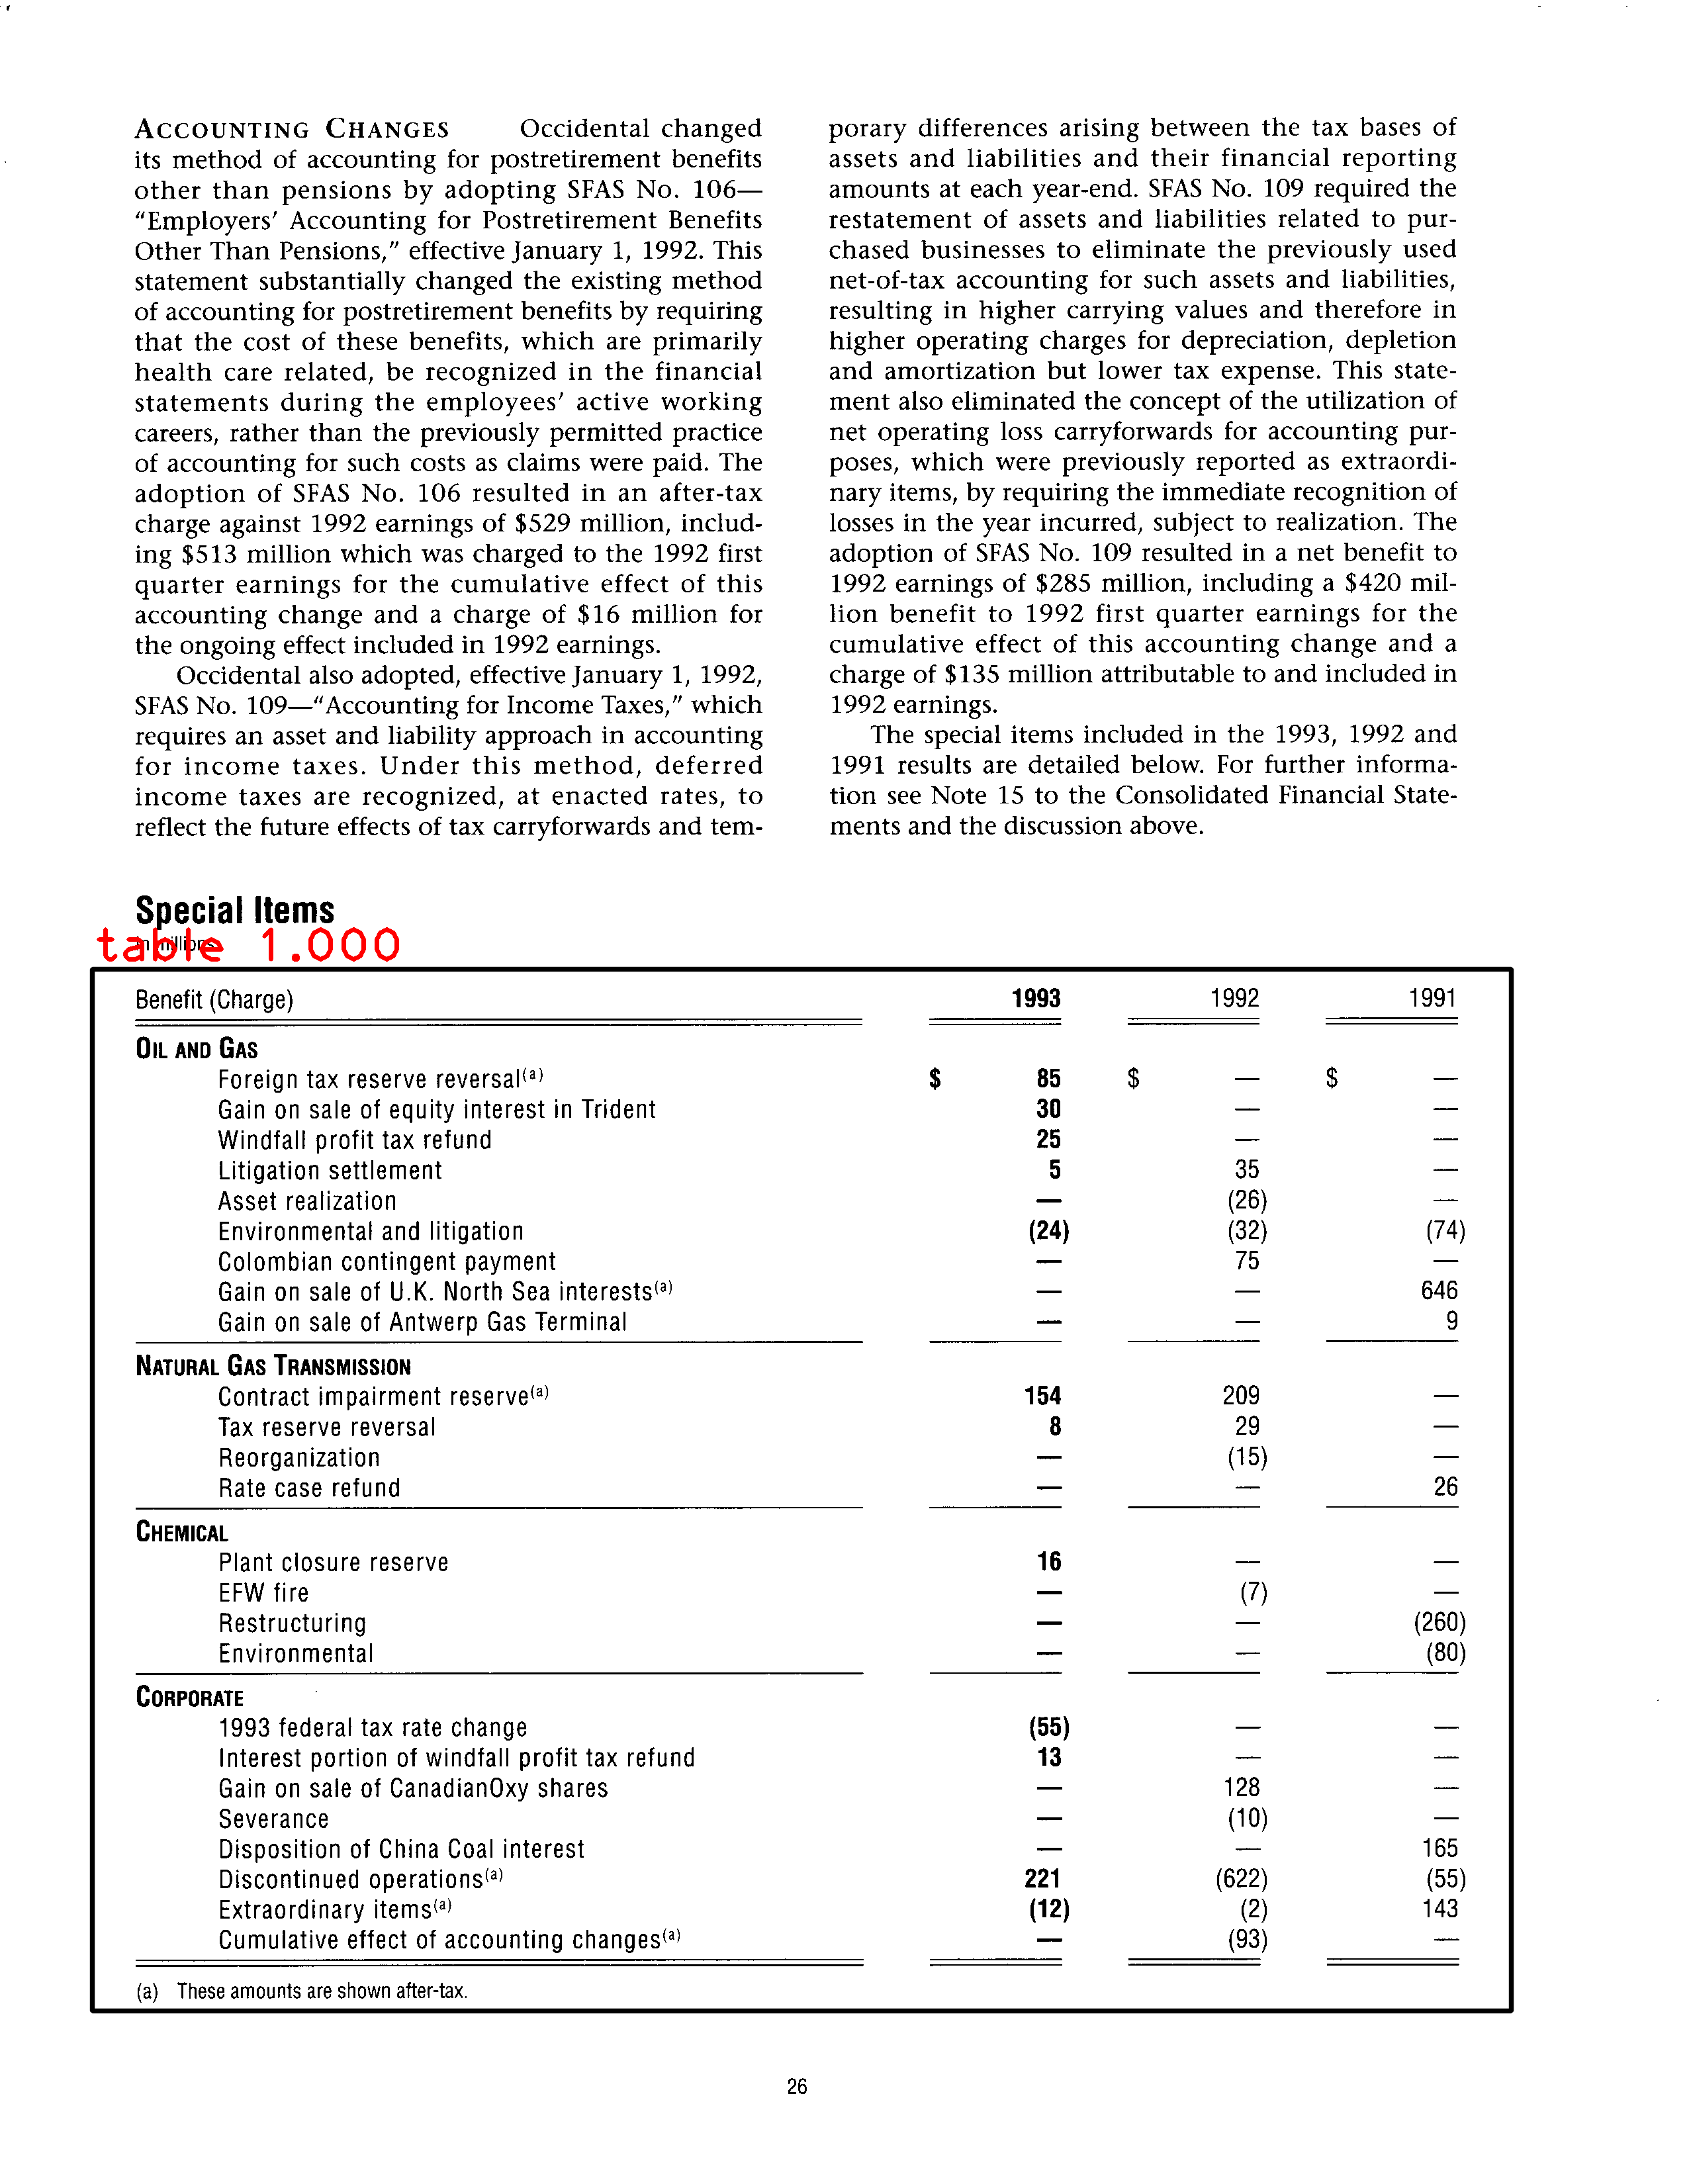 ACCOUNTING CHANGES Occidental changed
its method of accounting for postretirement benefits
other than pensions by adopting SFAS No. 106—
"Employers' Accounting for Postretirement Benefits
Other Than Pensions," effective January 1, 1992. This
statement substantially changed the existing method
of accounting for postretirement benefits by requiring
that the cost of these benefits, which are primarily
health care related, be recognized in the financial
statements during the employees' active working
careers, rather than the previously permitted practice
of accounting for such costs as claims were paid. The
adoption of SFAS No. 106 resulted in an after-tax
charge against 1992 earnings of $529 million, includ-
ing $513 million which was charged to the 1992 first
quarter earnings for the cumulative effect of this
accounting change and a charge of $16 million for
the ongoing effect included in 1992 earnings.
Occidental also adopted, effective January 1, 1992,
SFAS No. 109—"Accounting for Income Taxes," which
requires an asset and liability approach in accounting
for income taxes. Under this method, deferred
income taxes are recognized, at enacted rates, to
reflect the future effects of tax carryforwards and tem-
porary differences arising between the tax bases of
assets and liabilities and their financial reporting
amounts at each year-end. SFAS No. 109 required the
restatement of assets and liabilities related to pur-
chased businesses to eliminate the previously used
net-of-tax accounting for such assets and liabilities,
resulting in higher carrying values and therefore in
higher operating charges for depreciation, depletion
and amortization but lower tax expense. This state-
ment also eliminated the concept of the utilization of
net operating loss carryforwards for accounting pur-
poses, which were previously reported as extraordi-
nary items, by requiring the immediate recognition of
losses in the year incurred, subject to realization. The
adoption of SFAS No. 109 resulted in a net benefit to
1992 earnings of $285 million, including a $420 mil-
lion benefit to 1992 first quarter earnings for the
cumulative effect of this accounting change and a
charge of $135 million attributable to and included in
1992 earnings.
The special items included in the 1993, 1992 and
1991 results are detailed below. For further informa-
tion see Note 15 to the Consolidated Financial State-
ments and the discussion above.
Special Items
table 1.000
Benefit (Charge) 1993 1992 1991
OIL AND GAS
Foreign tax reserve reversal(a) $ 85 $ — $ —
Gain on sale of equity interest in Trident 30 — —
Windfall profit tax refund 25 — —
Litigation settlement 5 35 —
Asset realization — (26) —
Environmental and litigation (24) (32) (74)
Colombian contingent payment — 75 —
Gain on sale of U.K. North Sea interests(a) — — 646
Gain on sale of Antwerp Gas Terminal — — 9
NATURAL GAS TRANSMISSION
Contract impairment reserve(a) 154 209 —
Tax reserve reversal 8 29 —
Reorganization — (15) —
Rate case refund — — 26
CHEMICAL
Plant closure reserve 16 — —
EFW fire — (7) —
Restructuring — — (260)
Environmental — — (80)
CORPORATE
1993 federal tax rate change (55) — —
Interest portion of windfall profit tax refund 13 — —
Gain on sale of CanadianOxy shares — 128 —
Severance — (10) —
Disposition of China Coal interest — — 165
Discontinued operations(a) 221 (622) (55)
Extraordinary items(a) (12) (2) 143
Cumulative effect of accounting changes(a) — (93) —
(a) These amounts are shown after-tax.
26